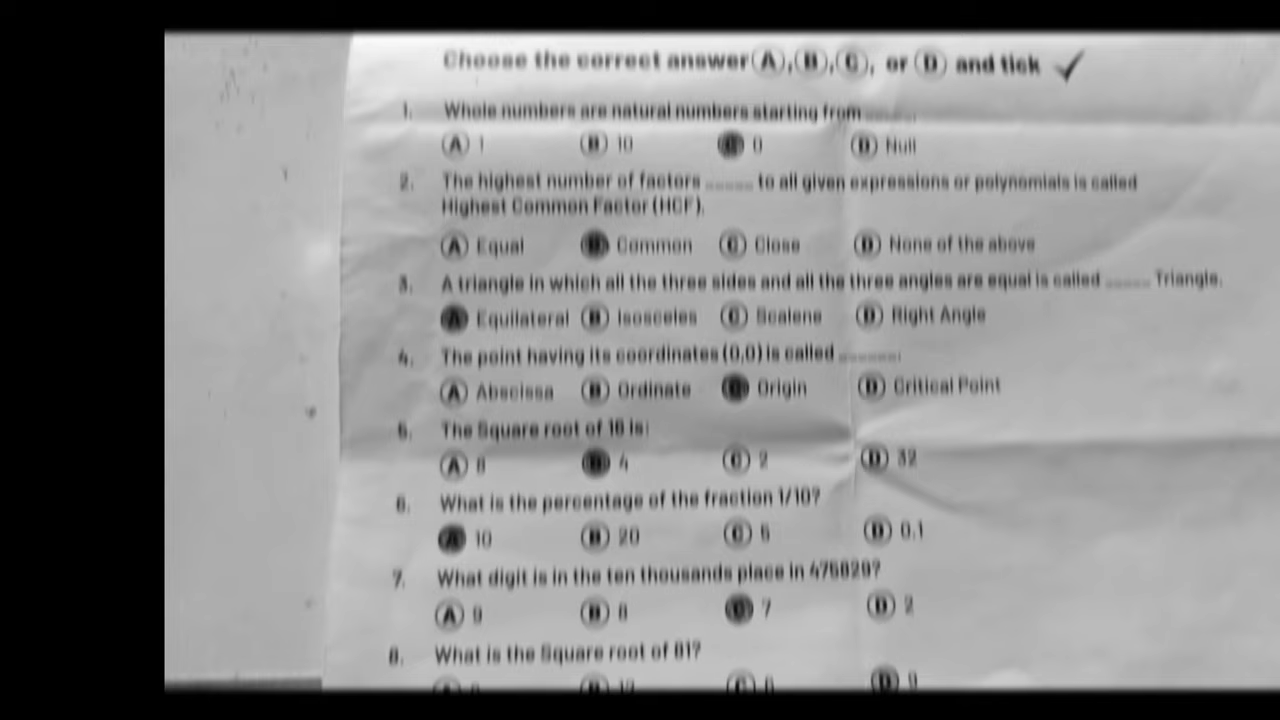 Choose the correct answer (A), (B), (C), or (D) and tick ✓
1. Whole numbers are natural numbers starting from ______.
(A) 1 (B) 10 (C) 0 (D) Null
2. The highest number of factors _____ to all given expressions or polynomials is called
Highest Common Factor (HCF).
(A) Equal (B) Common (C) Close (D) None of the above
3. A triangle in which all the three sides and all the three angles are equal is called _____ Triangle.
(A) Equilateral (B) Isosceles (C) Scalene (D) Right Angle
4. The point having its coordinates (0,0) is called ______.
(A) Abscissa (B) Ordinate (C) Origin (D) Critical Point
5. The Square root of 16 is:
(A) 8 (B) 4 (C) 2 (D) 32
6. What is the percentage of the fraction 1/10?
(A) 10 (B) 20 (C) 5 (D) 0.1
7. What digit is in the ten thousands place in 475829?
(A) 9 (B) 8 (C) 7 (D) 2
8. What is the Square root of 81?
(B) (C) (D) 9